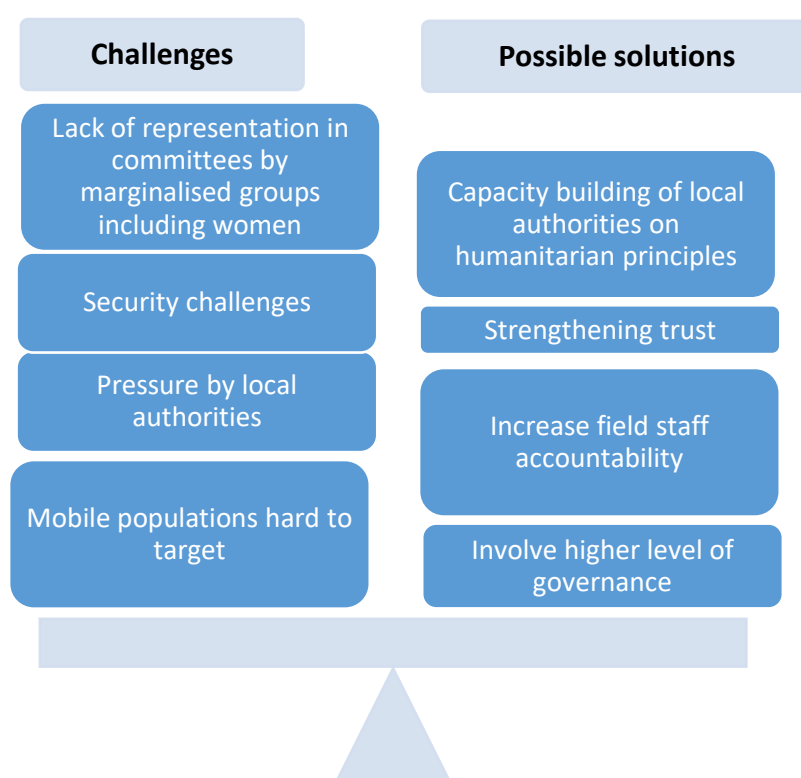 Challenges
Lack of representation in
committees by
marginalised groups
including women
Security challenges
Pressure by local
authorities
Mobile populations hard to
target
Possible solutions
Capacity building of local
authorities on
humanitarian principles
Strengthening trust
Increase field staff
accountability
Involve higher level of
governance